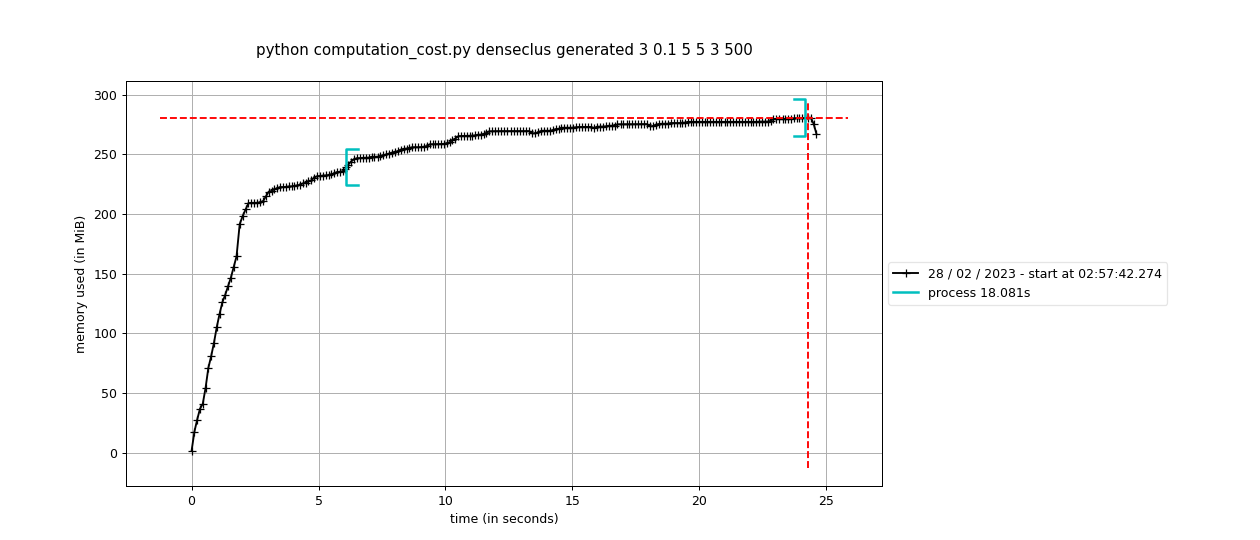 python computation_cost.py denseclus generated 3 0.1 5 5 3 500
300
250
200
150
100
50
0
memory used (in MiB)
0 5 10 15 20 25
time (in seconds)
28 / 02 / 2023 - start at 02:57:42.274
process 18.081s